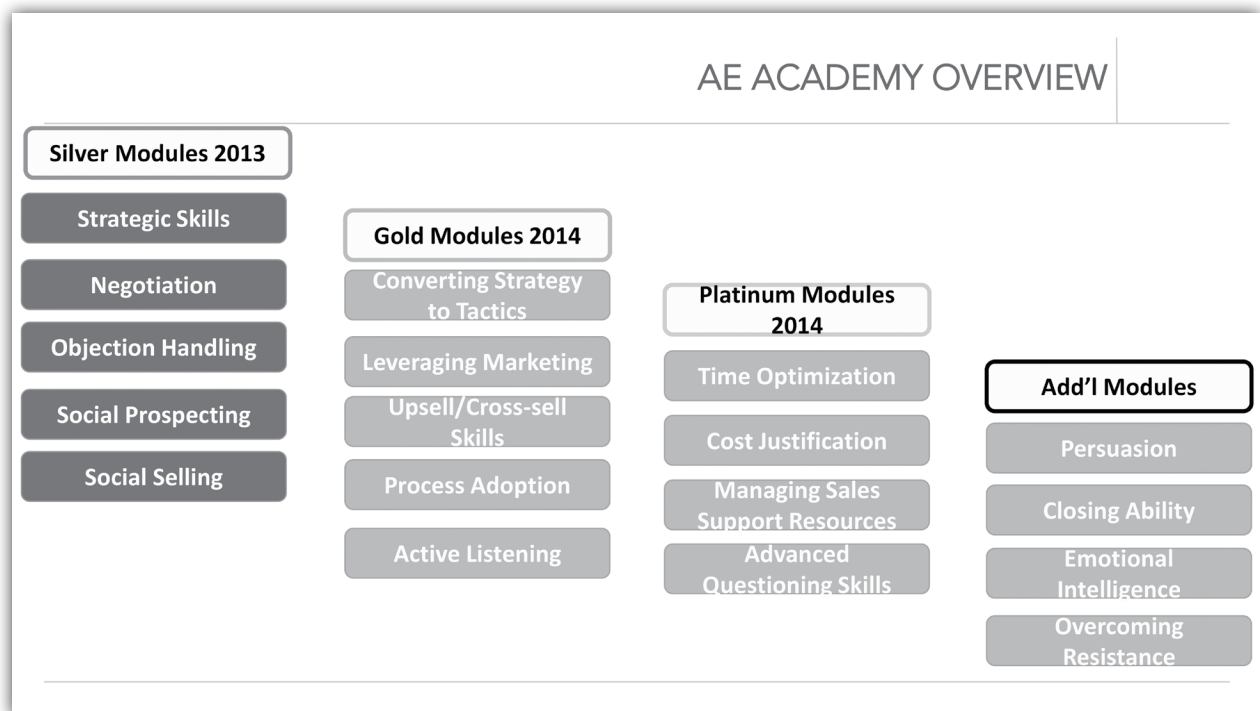 AE ACADEMY OVERVIEW
Silver Modules 2013
Strategic Skills
Negotiation
Objection Handling
Social Prospecting
Social Selling
Gold Modules 2014
Converting Strategy
to Tactics
Leveraging Marketing
Upsell/Cross-sell
Skills
Process Adoption
Active Listening
Platinum Modules
2014
Time Optimization
Cost Justification
Managing Sales
Support Resources
Advanced
Questioning Skills
Add’l Modules
Persuasion
Closing Ability
Emotional
Intelligence
Overcoming
Resistance